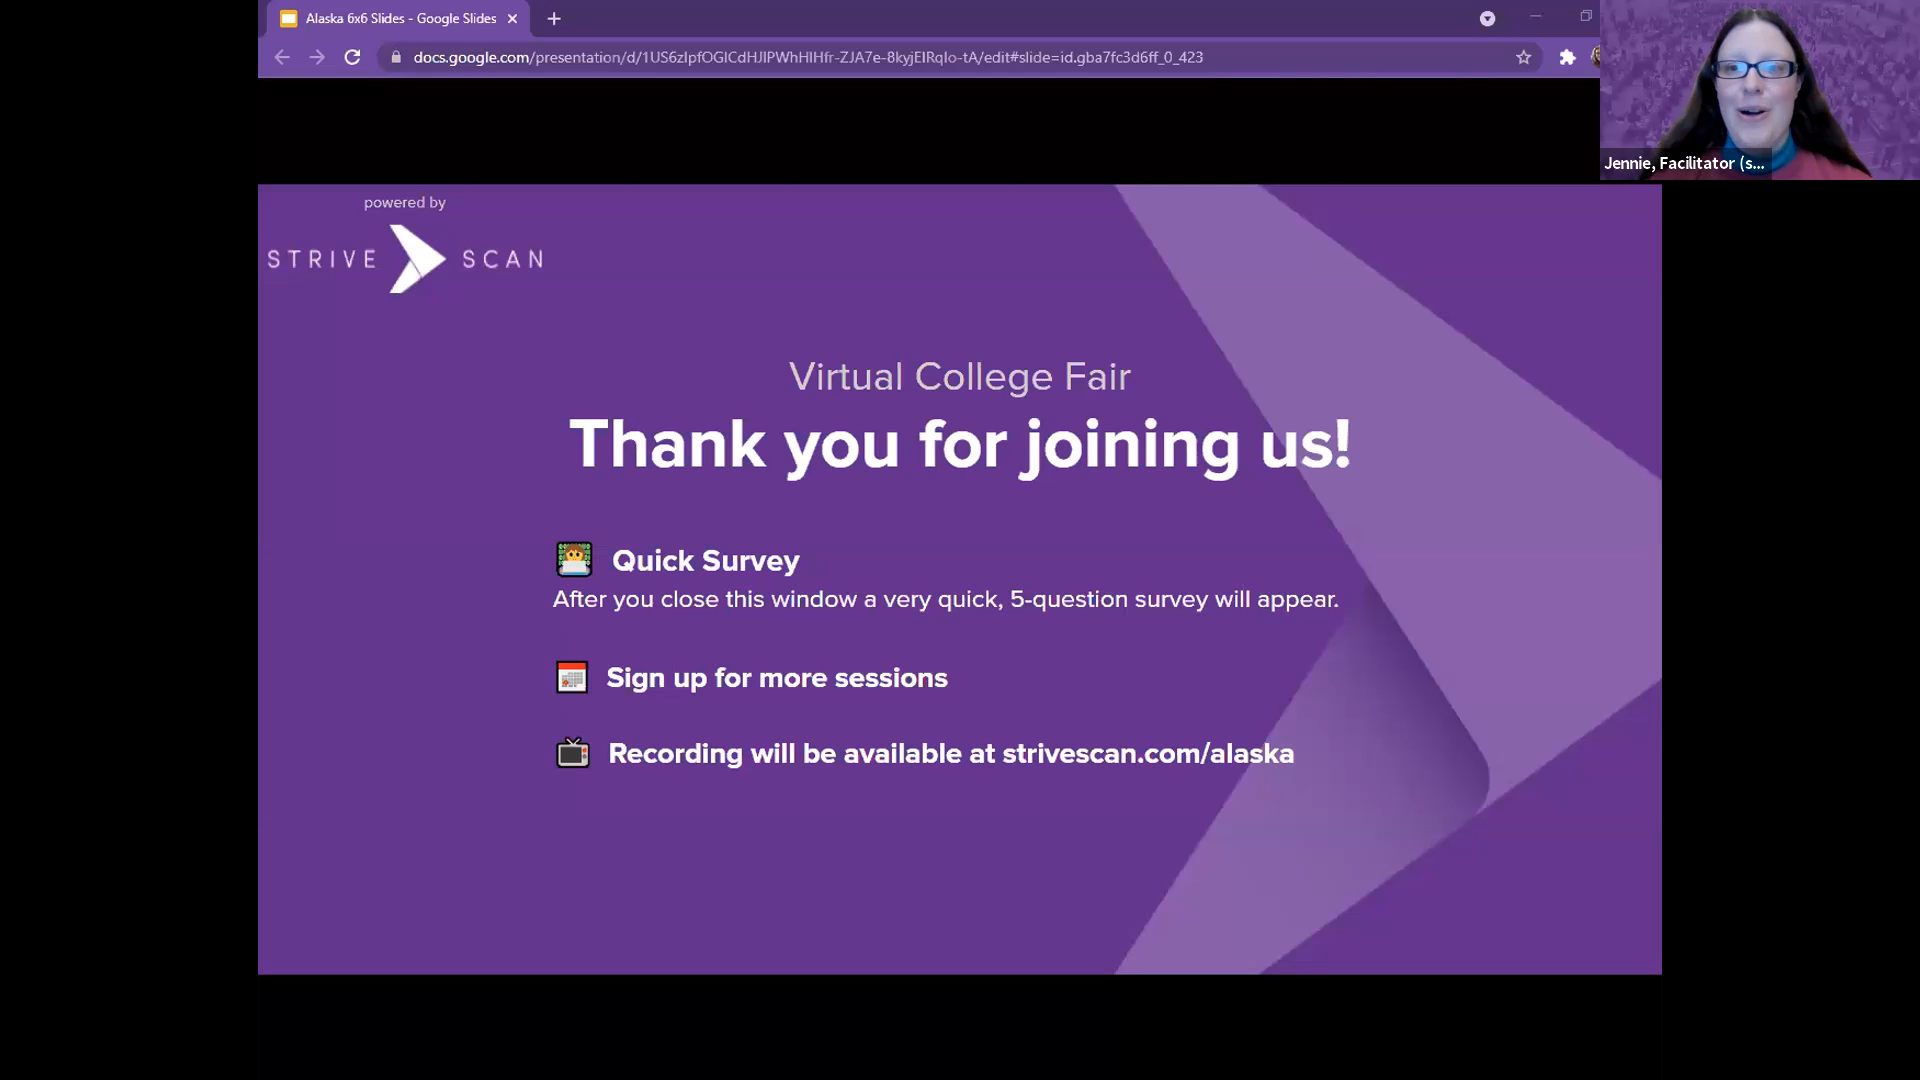 Alaska 6x6 Slides - Google Slides
docs.google.com/presentation/d/1US6zIpfOGICdHJIPWhHIHfr-ZJA7e-8kyjEIRqIo-tA/edit#slide=id.gba7fc3d6ff_0_423
Jennie, Facilitator (s...
powered by
STRIVE SCAN
Virtual College Fair
Thank you for joining us!
Quick Survey
After you close this window a very quick, 5-question survey will appear.
Sign up for more sessions
Recording will be available at strivescan.com/alaska